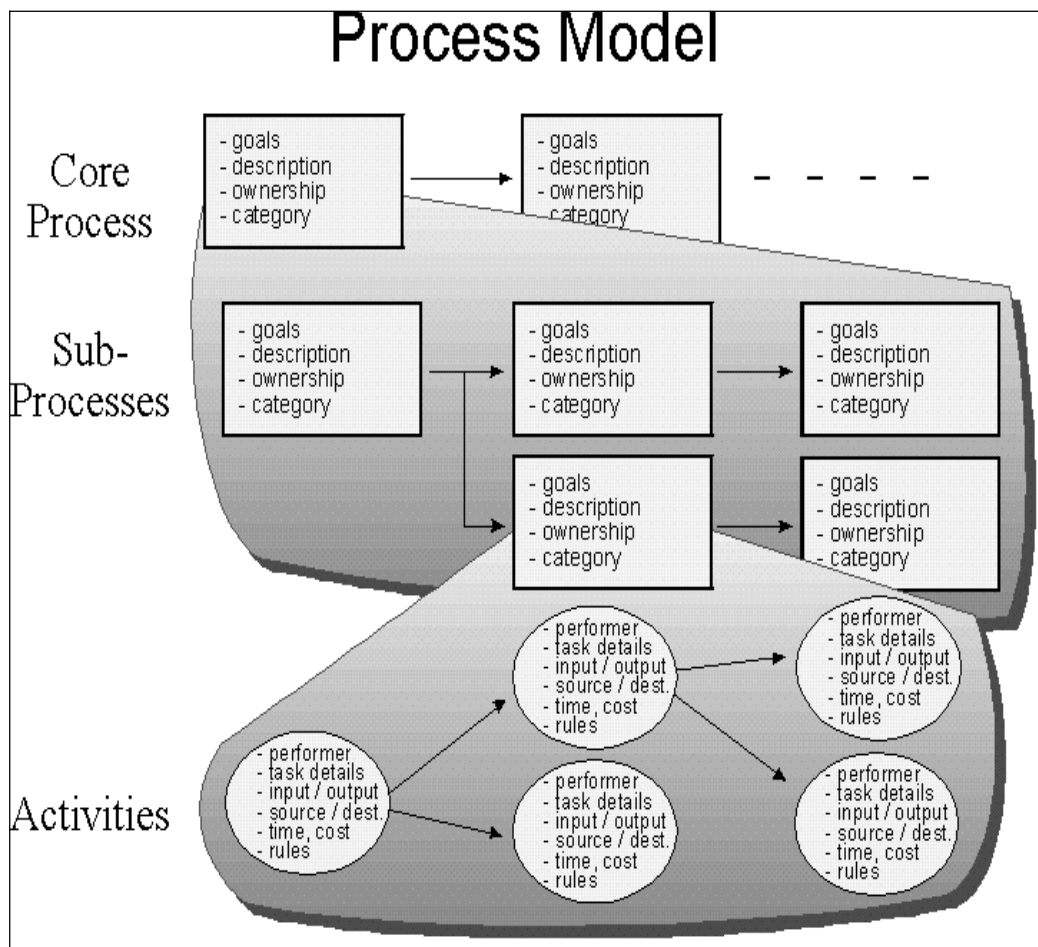 Process Model
Core
Process
- goals
- description
- ownership
- category
- goals
- description
- ownership
- category
Sub-
Processes
- goals
- description
- ownership
- category
- goals
- description
- ownership
- category
- goals
- description
- ownership
- category
- goals
- description
- ownership
- category
- goals
- description
- ownership
- category
Activities
- performer
- task details
- input / output
- source / dest.
- time, cost
- rules
- performer
- task details
- input / output
- source / dest.
- time, cost
- rules
- performer
- task details
- input / output
- source / dest.
- time, cost
- rules
- performer
- task details
- input / output
- source / dest.
- time, cost
- rules
- performer
- task details
- input / output
- source / dest.
- time, cost
- rules